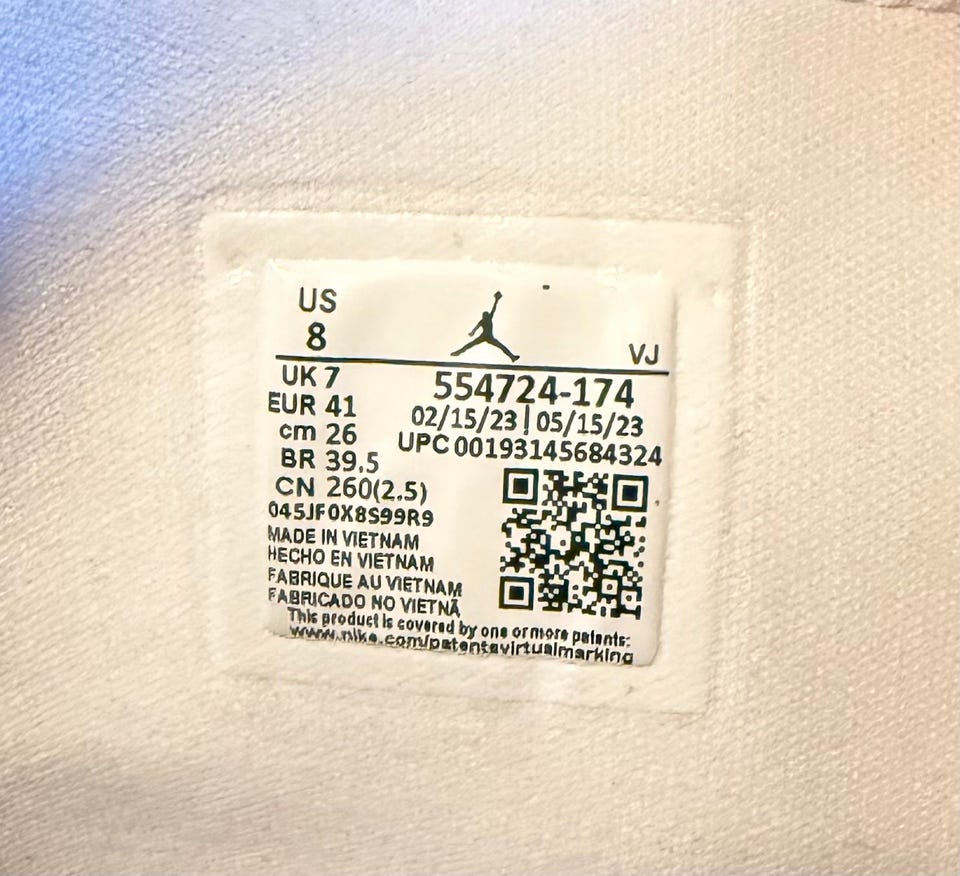 US
8
VJ
UK 7
EUR 41
cm 26
BR 39.5
CN 260(2.5)
554724-174
02/15/23 | 05/15/23
UPC 00193145684324
045JF0X8S99R9
MADE IN VIETNAM
HECHO EN VIETNAM
FABRIQUE AU VIETNAM
FABRICADO NO VIETNÃ
This product is covered by one or more patents:
www.nike.com/patentsvirtualmarking